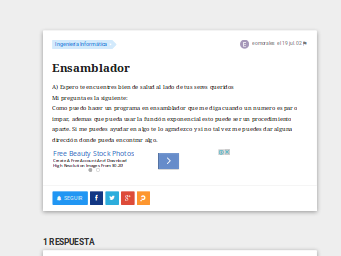 Ingeniería Informática
E
eomoraise el 19 jul 02
Ensamblador
A) Espero te encuentres bien de salud al lado de tus seres queridos
Mi pregunta es la siguiente:
Como puedo hacer un programa en ensamblador que me diga cuando un numero es par o
impar, ademas que pueda usar la función exponencial esto puede ser un procedimiento
aparte. Si me puedes ayudar en algo te lo agradezco y si no tal vez me puedes dar alguna
dirección donde pueda encontrar algo.
Free Beauty Stock Photos
Create A Free Account And Download
High Resolution Images From $0.20!
SEGUIR
1 RESPUESTA